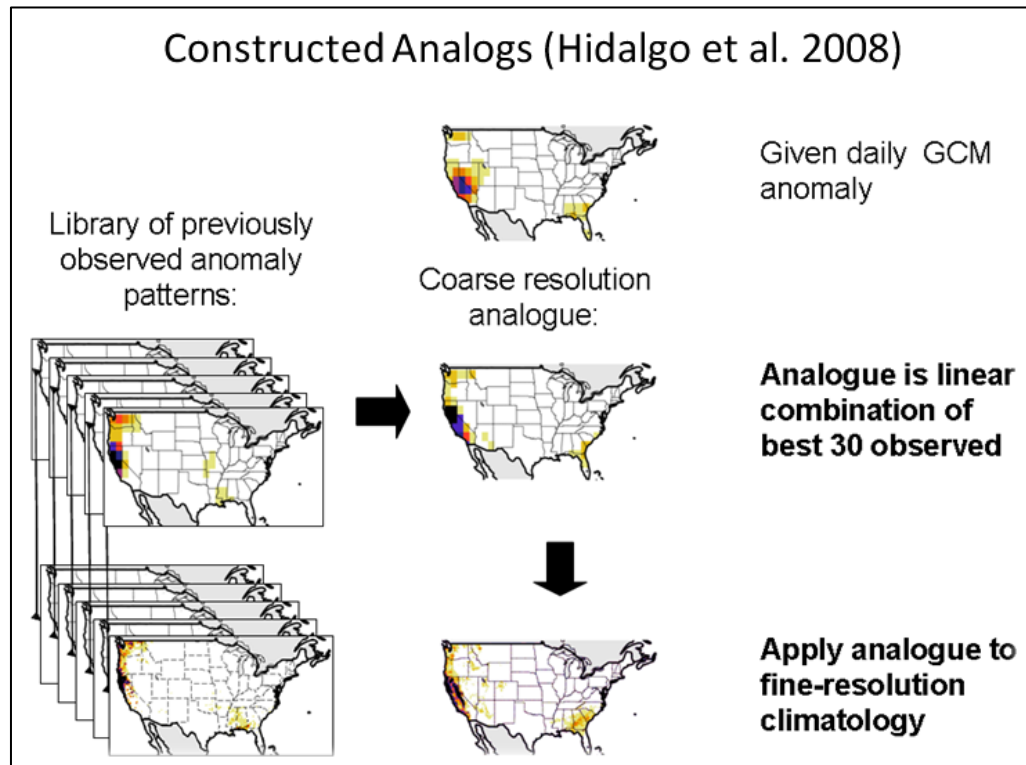 Constructed Analogs (Hidalgo et al. 2008)
Given daily GCM
anomaly
Library of previously
observed anomaly
patterns:
Coarse resolution
analogue:
Analogue is linear
combination of
best 30 observed
Apply analogue to
fine-resolution
climatology